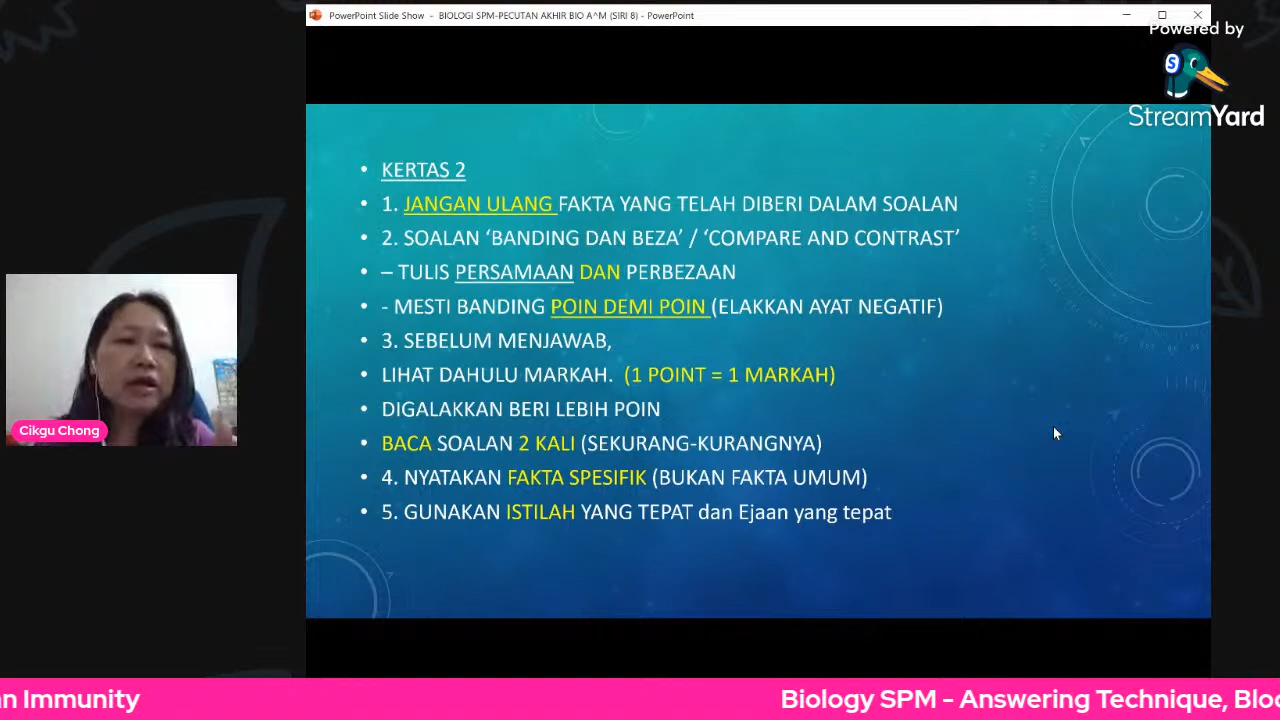 PowerPoint Slide Show - BIOLOGI SPM-PECUTAN AKHIR BIO A^M (SIRI 8) - PowerPoint
Powered by
S
StreamYard
• KERTAS 2
• 1. JANGAN ULANG FAKTA YANG TELAH DIBERI DALAM SOALAN
• 2. SOALAN ‘BANDING DAN BEZA’ / ‘COMPARE AND CONTRAST’
• – TULIS PERSAMAAN DAN PERBEZAAN
• - MESTI BANDING POIN DEMI POIN (ELAKKAN AYAT NEGATIF)
• 3. SEBELUM MENJAWAB,
• LIHAT DAHULU MARKAH. (1 POINT = 1 MARKAH)
• DIGALAKKAN BERI LEBIH POIN
• BACA SOALAN 2 KALI (SEKURANG-KURANGNYA)
• 4. NYATAKAN FAKTA SPESIFIK (BUKAN FAKTA UMUM)
• 5. GUNAKAN ISTILAH YANG TEPAT dan Ejaan yang tepat
Cikgu Chong
n Immunity
Biology SPM - Answering Technique, Bloo